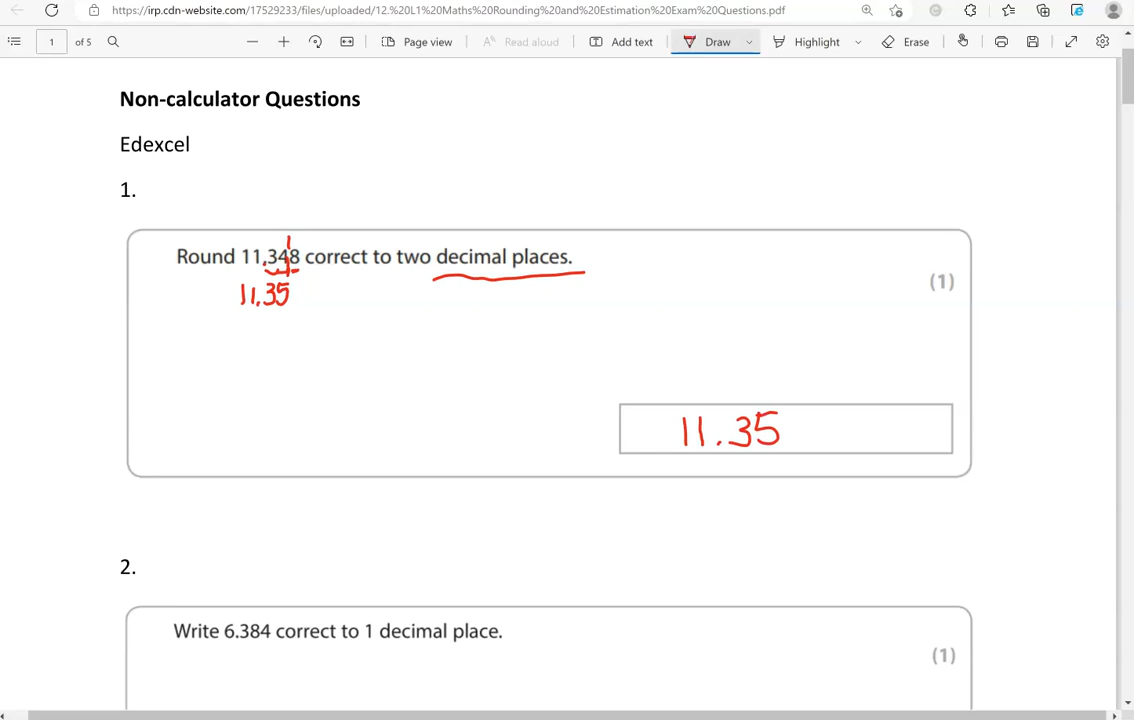 https://irp.cdn-website.com/17529233/files/uploaded/12.%20L1%20Maths%20Rounding%20and%20Estimation%20Exam%20Questions.pdf
1 of 5 Page view Read aloud Add text Draw Highlight Erase
Non-calculator Questions
Edexcel
1.
Round 11.348 correct to two decimal places.
(1)
11.35
11.35
2.
Write 6.384 correct to 1 decimal place.
(1)